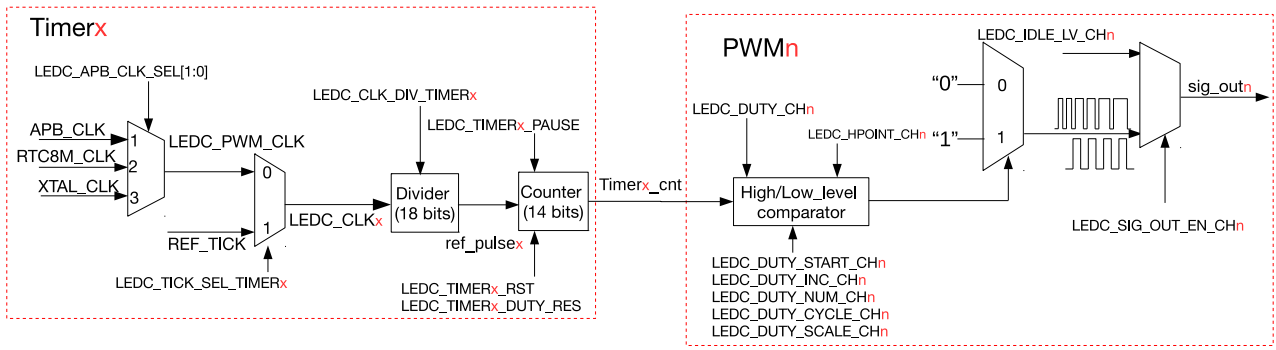 Timerx
LEDC_APB_CLK_SEL[1:0]
APB_CLK
RTC8M_CLK
XTAL_CLK
1
2
3
LEDC_PWM_CLK
0
1
REF_TICK
LEDC_TICK_SEL_TIMERx
LEDC_CLKx
LEDC_CLK_DIV_TIMERx
LEDC_TIMERx_PAUSE
Divider
(18 bits)
ref_pulsex
Counter
(14 bits)
LEDC_TIMERx_RST
LEDC_TIMERx_DUTY_RES
Timerx_cnt
PWMn
LEDC_DUTY_CHn
LEDC_HPOINT_CHn
High/Low_level
comparator
LEDC_DUTY_START_CHn
LEDC_DUTY_INC_CHn
LEDC_DUTY_NUM_CHn
LEDC_DUTY_CYCLE_CHn
LEDC_DUTY_SCALE_CHn
“0”
“1”
0
1
LEDC_IDLE_LV_CHn
sig_outn
LEDC_SIG_OUT_EN_CHn